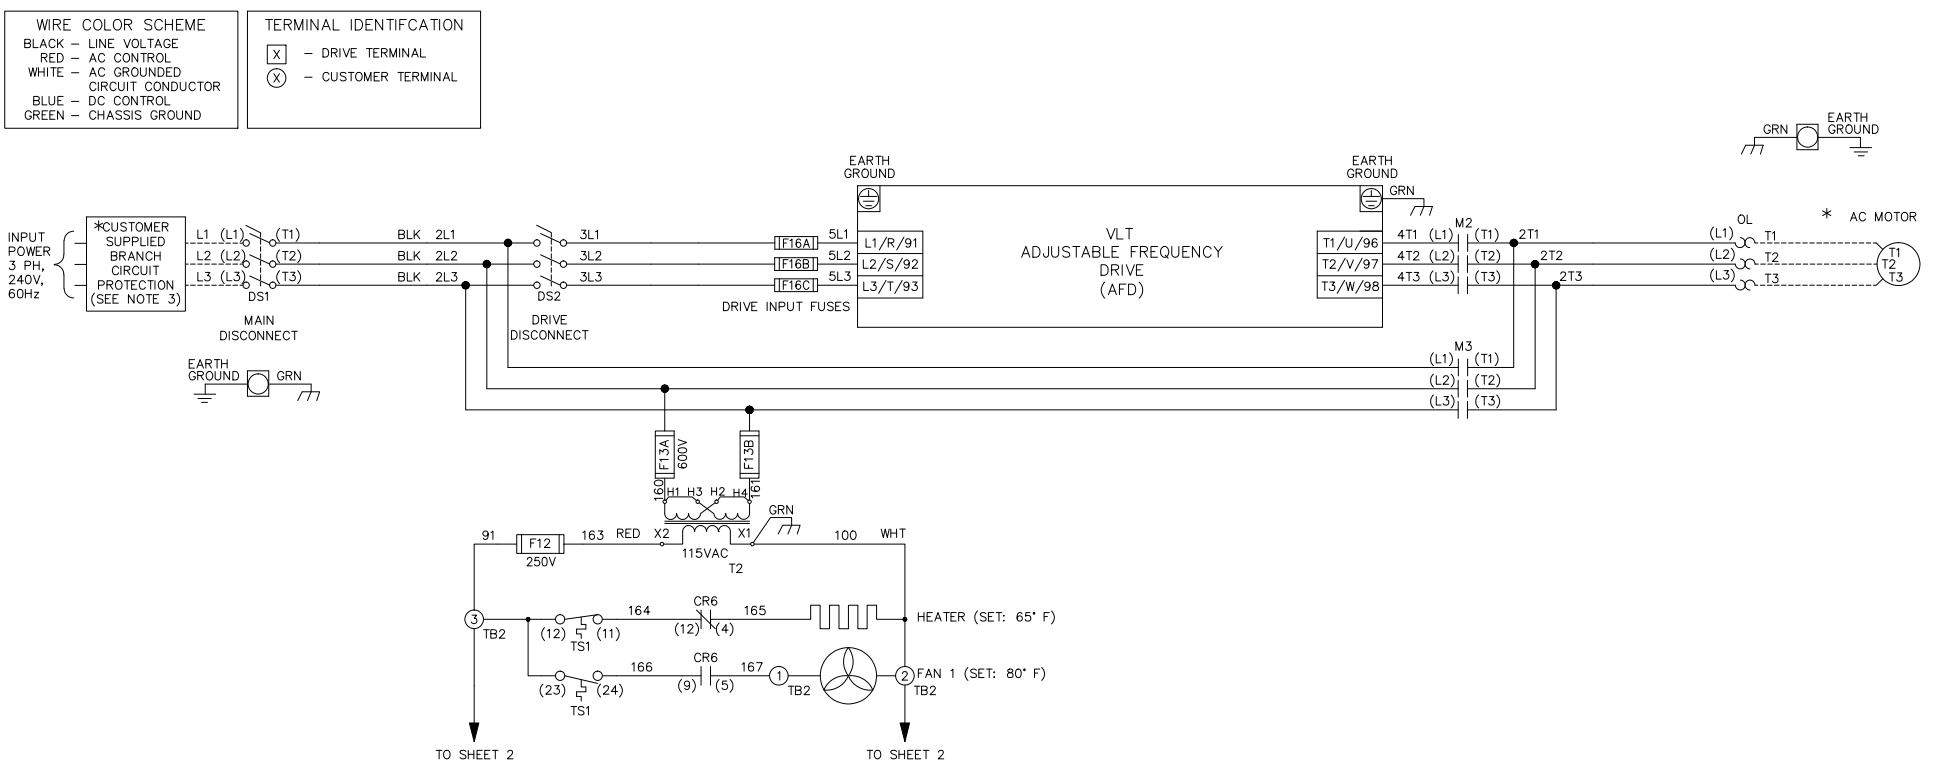 WIRE COLOR SCHEME
BLACK – LINE VOLTAGE
RED – AC CONTROL
WHITE – AC GROUNDED
CIRCUIT CONDUCTOR
BLUE – DC CONTROL
GREEN – CHASSIS GROUND
TERMINAL IDENTIFCATION
X – DRIVE TERMINAL
X – CUSTOMER TERMINAL
GRN
EARTH
GROUND
INPUT
POWER
3 PH,
240V,
60Hz
*CUSTOMER
SUPPLIED
BRANCH
CIRCUIT
PROTECTION
(SEE NOTE 3)
L1 (L1) (T1)
L2 (L2) (T2)
L3 (L3) (T3)
DS1
MAIN
DISCONNECT
BLK 2L1
BLK 2L2
BLK 2L3
3L1
3L2
3L3
DS2
DRIVE
DISCONNECT
F16A 5L1
F16B 5L2
F16C 5L3
DRIVE INPUT FUSES
EARTH
GROUND
L1/R/91
L2/S/92
L3/T/93
VLT
ADJUSTABLE FREQUENCY
DRIVE
(AFD)
EARTH
GROUND
GRN
T1/U/96
T2/V/97
T3/W/98
M2
4T1 (L1) (T1) 2T1
4T2 (L2) (T2) 2T2
4T3 (L3) (T3) 2T3
OL
(L1) T1
(L2) T2
(L3) T3
* AC MOTOR
T1
T2
T3
M3
(L1) (T1)
(L2) (T2)
(L3) (T3)
EARTH
GROUND
GRN
F13A
600V
F13B
160
161
H1 H3 H2 H4
GRN
91 F12 163 RED X2 X1 100 WHT
250V
115VAC
T2
3
TB2
(12) (11)
TS1
164
CR6
(12) (4)
165
HEATER (SET: 65° F)
(23) (24)
TS1
166
CR6
(9) (5)
167
1
TB2
2
TB2
FAN 1 (SET: 80° F)
TO SHEET 2
TO SHEET 2